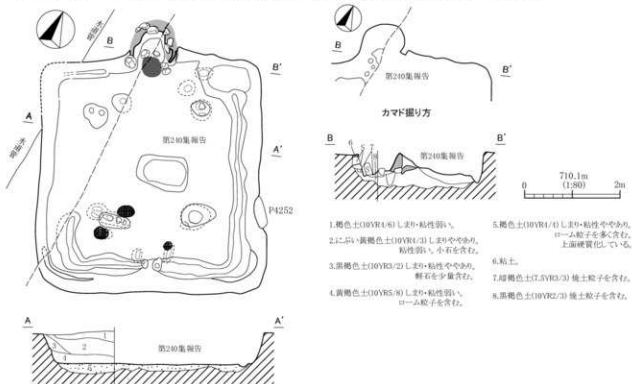 B
B'
第240集報告
A
A'
P4252
B
B'
第240集報告
カマド掘り方
B
B'
6 5 7
8
第240集報告
710.1m
0 (1:80) 2m
A
A'
1
2
3
4
5
第240集報告
1.褐色土(10YR4/6)しまり・粘性弱い。
2.にぶい黄褐色土(10YR4/3)しまりややあり。
粘性弱い。小石を含む。
3.黒褐色土(10YR3/2)しまり・粘性ややあり。
軽石を少量含む。
4.黄褐色土(10YR5/8)しまり・粘性弱い。
ローム粒子を含む。
5.褐色土(10YR4/4)しまり・粘性ややあり。
ローム粒子を多く含む。
上面硬質化している。
6.粘土。
7.暗褐色土(7.5YR3/3)焼土粒子を含む。
8.黒褐色土(10YR2/3)焼土粒子を含む。